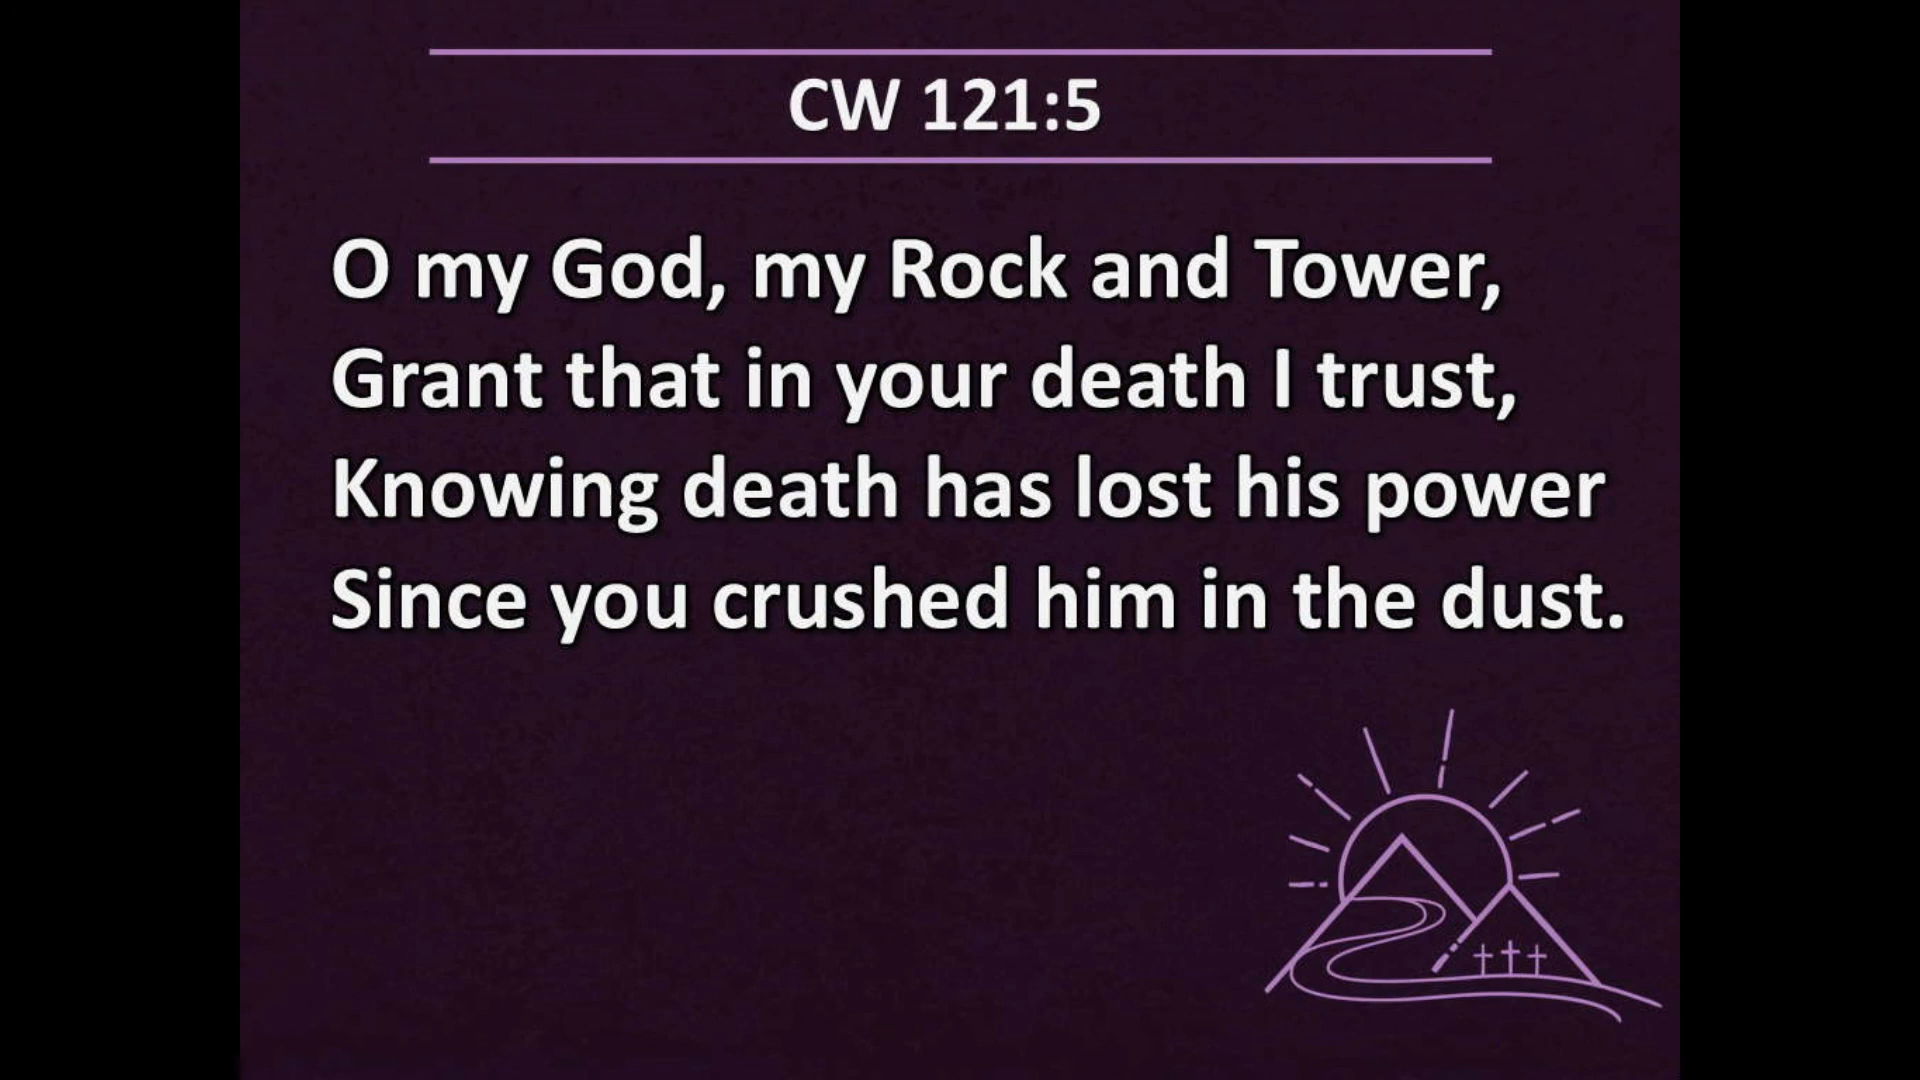 CW 121:5
O my God, my Rock and Tower,
Grant that in your death I trust,
Knowing death has lost his power
Since you crushed him in the dust.